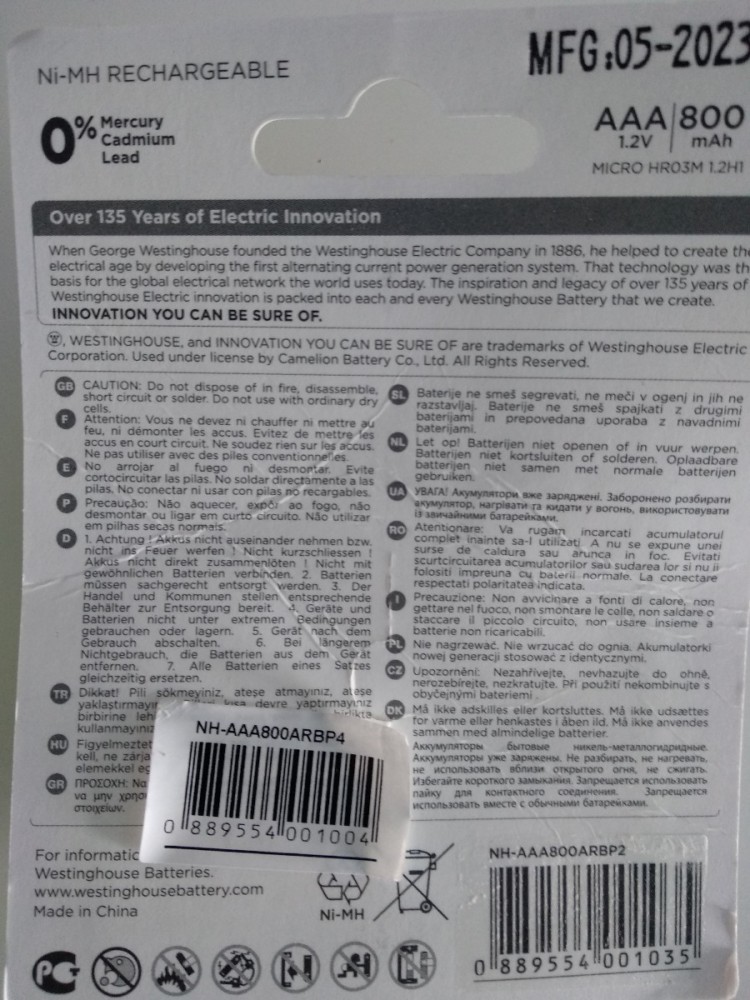 MFG:05-2023
Ni-MH RECHARGEABLE
0% Mercury
Cadmium
Lead
AAA 800
1.2V mAh
MICRO HR03M 1.2H1
Over 135 Years of Electric Innovation
When George Westinghouse founded the Westinghouse Electric Company in 1886, he helped to create the
electrical age by developing the first alternating current power generation system. That technology was th
basis for the global electrical network the world uses today. The inspiration and legacy of over 135 years of
Westinghouse Electric innovation is packed into each and every Westinghouse Battery that we create.
INNOVATION YOU CAN BE SURE OF.
W, WESTINGHOUSE, and INNOVATION YOU CAN BE SURE OF are trademarks of Westinghouse Electric
Corporation. Used under license by Camelion Battery Co., Ltd. All Rights Reserved.
GB CAUTION: Do not dispose of in fire, disassemble,
short circuit or solder. Do not use with ordinary dry
cells.
F Attention: Vous ne devez ni chauffer ni mettre au
feu, ni démonter les accus. Evitez de mettre les
accus en court circuit. Ne soudez rien sur les accus.
Ne pas utiliser avec des piles conventionnelles.
E No arrojar al fuego ni desmontar. Evite
cortocircuitar las pilas. No soldar directamente a las
pilas. No conectar ni usar con pilas no recargables.
P Precaução: Não aquecer, expór ao fogo, não
desmontar ou ligar em curto circuito. Não utilizar
em pilhas secas normais.
D 1. Achtung ! Akkus nicht auseinander nehmen bzw.
nicht ins Feuer werfen ! Nicht kurzschliessen !
Akkus nicht direkt zusammenlöten ! Nicht mit
gewöhnlichen Batterien verbinden. 2. Batterien
müssen sachgerecht entsorgt werden. 3. Der
Handel und Kommunen stellen entsprechende
Behälter zur Entsorgung bereit. 4. Geräte und
Batterien nicht unter extremen Bedingungen
gebrauchen oder lagern. 5. Gerät nach dem
Gebrauch abschalten. 6. Bei längerem
Nichtgebrauch, die Batterien aus dem Gerät
entfernen. 7. Alle Batterien eines Satzes
gleichzeitig ersetzen.
TR Dikkat! Pili sökmeyiniz, ateşe atmayınız, ateşe
yaklaştırmayın kısa devre yaptırmayınız
birbirine leh birlikte
kullanmayınız
HU Figyelmeztet
kell, ne zárja
elemekkel eg
GR ΠΡΟΣΟΧΗ: Να
να μην χρησι
στοιχείων.
SL Baterije ne smeš segrevati, ne meči v ogenj in jih ne
razstavljaj. Baterije ne smeš spajkati z drugimi
baterijami in prepovedana uporaba z navadnimi
baterijami.
NL Let op! Batterijen niet openen of in vuur werpen.
Batterijen niet kortsluiten of solderen. Oplaadbare
batterijen niet samen met normale batterijen
gebruiken.
UA УВАГА! Акумулятори вже заряджені. Заборонено розбирати
акумулятор, нагрівати та кидати у вогонь, використовувати
із звичайними батарейками.
RO Atentionare: Va rugam incarcati acumulatorul
complet inainte sa-l utilizati. A nu se expune unei
surse de caldura sau arunca in foc. Evitati
scurtcircuitarea acumulatorilor sau sudarea lor si nu ii
folositi impreuna cu baterii normale. La conectare
respectati polaritatea indicata.
I Precauzione: Non avvicinare a fonti di calore, non
gettare nel fuoco, non smontare le celle, non saldare o
staccare il piccolo circuito, non usare insieme a
batterie non ricaricabili.
PL Nie nagrzewać. Nie wrzucać do ognia. Akumulatorki
nowej generacji stosować z identycznymi.
CZ Upozornění: Nezahřívejte, nevhazujte do ohně,
nerozebírejte, nezkratujte. Při použití nekombinujte s
obyčejnými bateriemi
DK Må ikke adskilles eller kortsluttes. Må ikke udsættes
for varme eller henkastes i åben ild. Må ikke anvendes
sammen med almindelige batterier.
Аккумуляторы бытовые никель-металлогидридные.
Аккумуляторы уже заряжены. Не разбирать, не нагревать,
не использовать вблизи открытого огня, не сжигать.
Избегайте короткого замыкания. Запрещается использовать
пайку для контактного соединения. Запрещается
использовать вместе с обычными батарейками.
NH-AAA800ARBP4
0 889554 001004
For informatic
Westinghouse Batteries.
www.westinghousebattery.com
Made in China
Ni-MH
NH-AAA800ARBP2
0 889554 001035